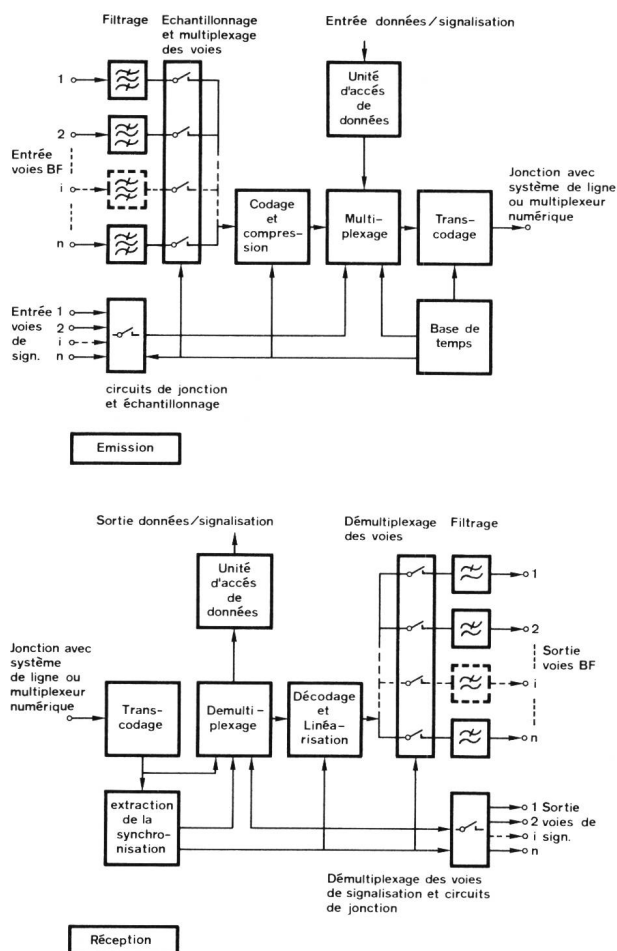 Filtrage
Echantillonnage
et multiplexage
des voies
Entrée données/signalisation
Unité
d'accés
de
données
1
2
Entrée
voies BF
i
n
Codage
et
compres-
sion
Multi-
plexage
Trans-
codage
Jonction avec
système de ligne
ou multiplexeur
numérique
Entrée 1
voies 2
de i
sign. n
Base de
temps
circuits de jonction
et échantillonnage
Emission
Sortie données/signalisation
Unité
d'accès
de
données
Démultiplexage
des voies
Filtrage
1
2
Sortie
voies BF
i
n
Jonction avec
système
de ligne ou
multiplexeur
numérique
Trans-
codage
Demulti-
plexage
Décodage
et
Linéa-
risation
extraction
de la
synchro-
nisation
1 Sortie
2 voies de
i sign.
n
Démultiplexage des voies
de signalisation et circuits
de jonction
Réception